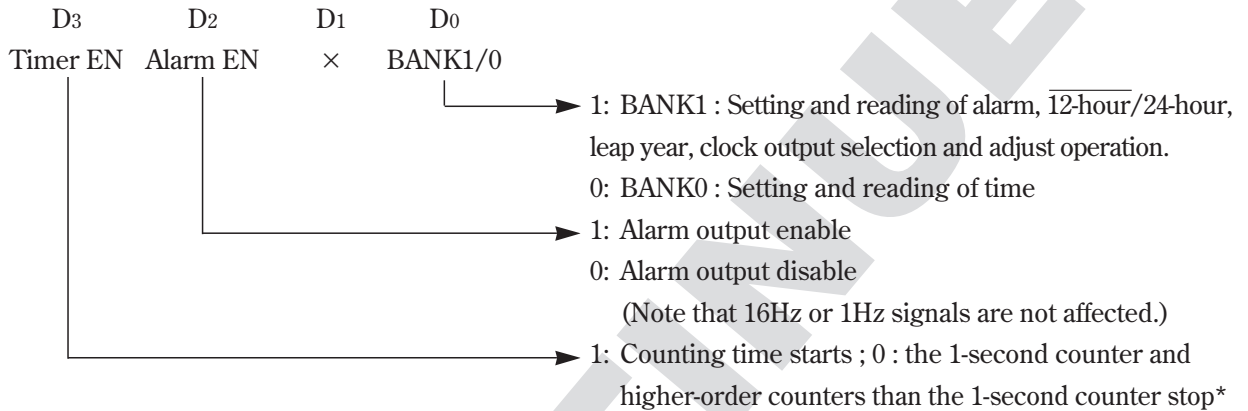 D3 D2 D1 D0
Timer EN Alarm EN × BANK1/0
1: BANK1 : Setting and reading of alarm, 12-hour/24-hour,
leap year, clock output selection and adjust operation.
0: BANK0 : Setting and reading of time
1: Alarm output enable
0: Alarm output disable
(Note that 16Hz or 1Hz signals are not affected.)
1: Counting time starts ; 0 : the 1-second counter and
higher-order counters than the 1-second counter stop*